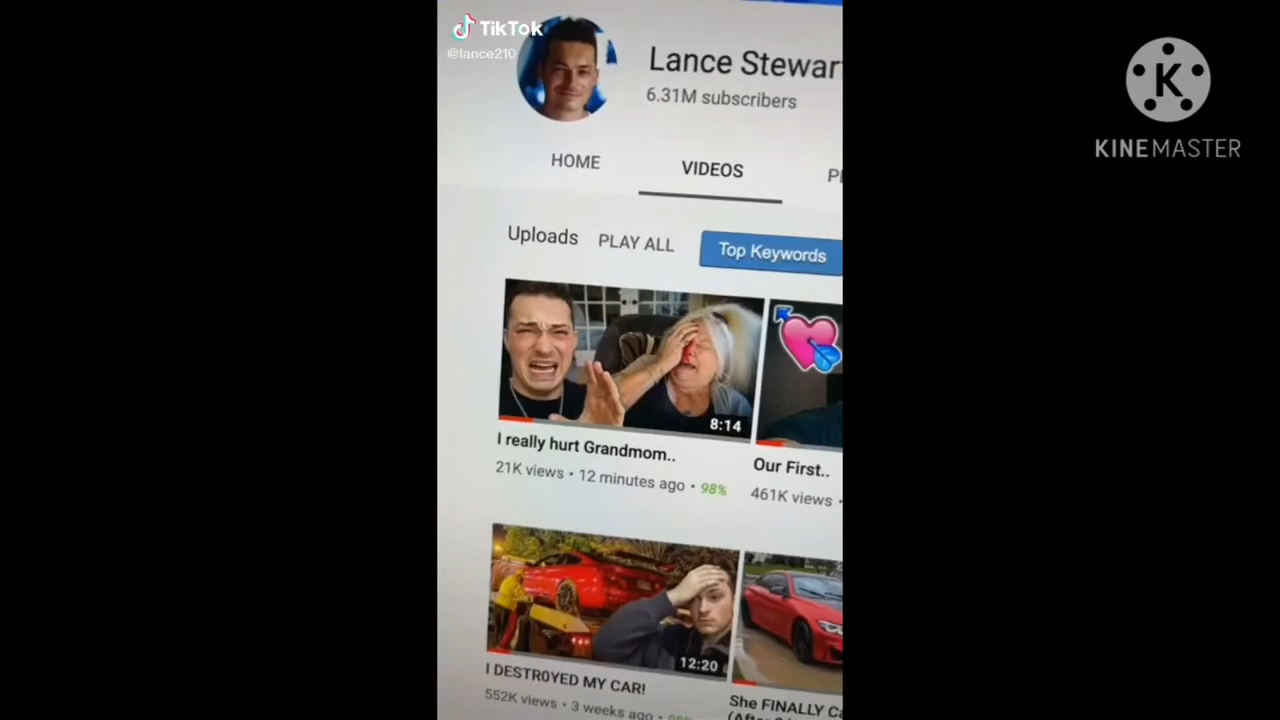 TikTok
@lance210
Lance Stewar
6.31M subscribers
HOME
VIDEOS
K
KINEMASTER
Uploads
PLAY ALL
Top Keywords
8:14
I really hurt Grandmom..
21K views • 12 minutes ago • 98%
Our First..
461K views •
12:20
I DESTR0YED MY CAR!
552K views • 3 weeks ago •
She FINALLY Ca